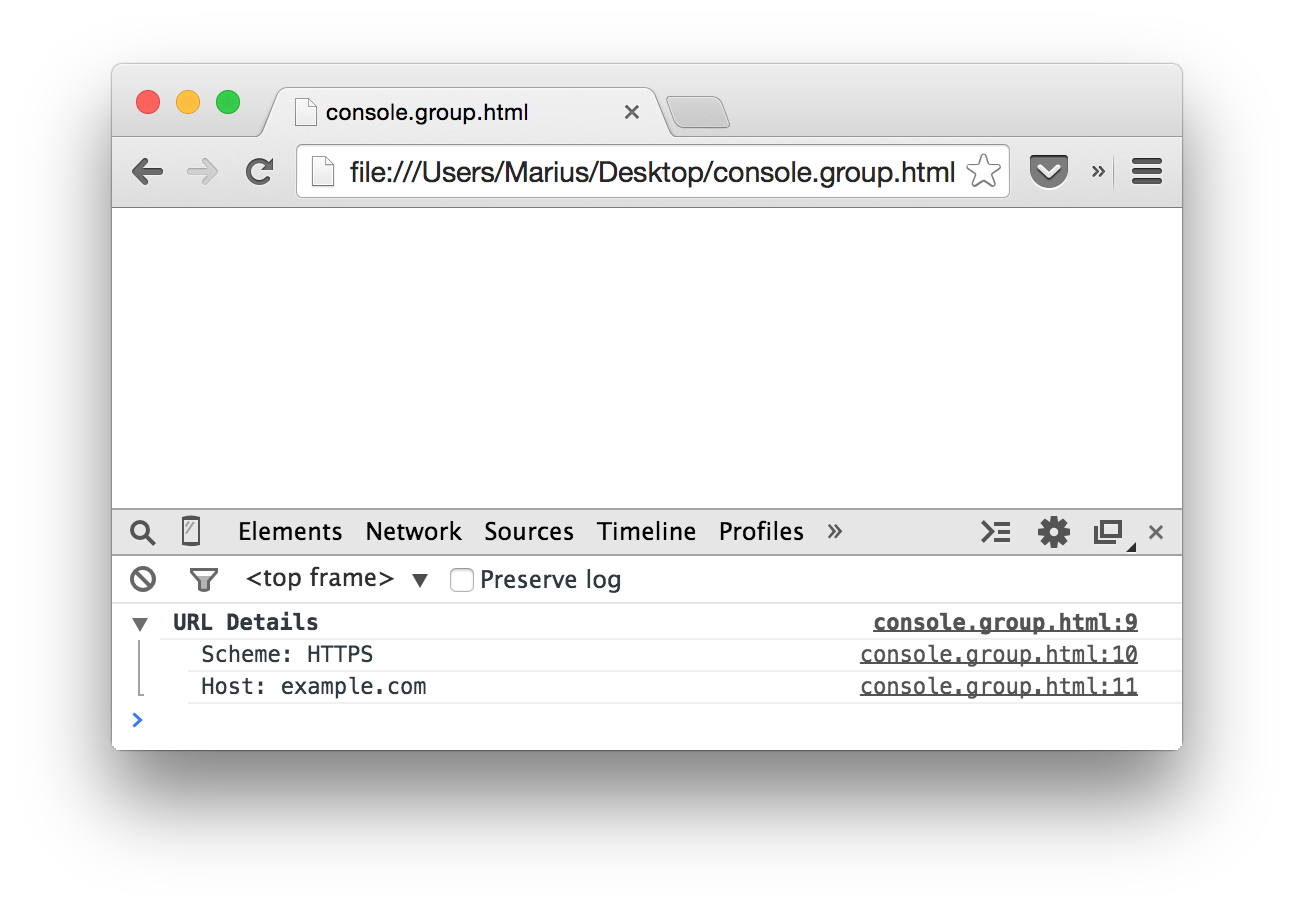 console.group.html
file:///Users/Marius/Desktop/console.group.html
Elements Network Sources Timeline Profiles
<top frame> Preserve log
URL Details console.group.html:9
Scheme: HTTPS console.group.html:10
Host: example.com console.group.html:11